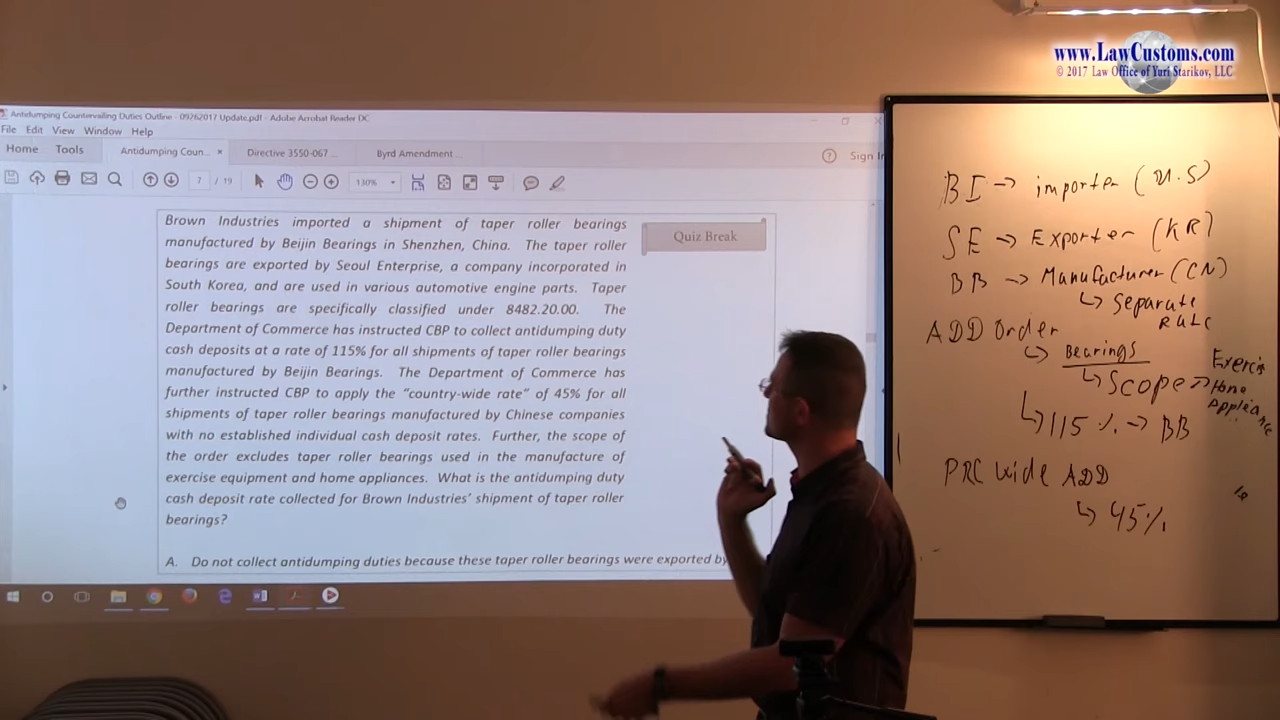 www.LawCustoms.com
© 2017 Law Office of Yuri Starikov, LLC
Antidumping Countervailing Duties Outline - 09262017 Update.pdf - Adobe Acrobat Reader DC
File Edit View Window Help
Home Tools Antidumping Coun... × Directive 3550-067 ... Byrd Amendment ... Sign In
7 / 19 130%
Quiz Break
Brown Industries imported a shipment of taper roller bearings
manufactured by Beijin Beerings in Shenzhen, China. The taper roller
bearings are exported by Seoul Enterprise, a company incorporated in
South Korea, and are used in various automotive engine parts. Taper
roller bearings are specifically classified under 8482.20.00. The
Department of Commerce has instructed CBP to collect antidumping duty
cash deposits at a rate of 115% for all shipments of taper roller bearings
manufactured by Beijin Bearings. The Department of Commerce has
further instructed CBP to apply the “country-wide rate” of 45% for all
shipments of taper roller bearings manufactured by Chinese companies
with no established individual cash deposit rates. Further, the scope of
the order excludes taper roller bearings used in the manufacture of
exercise equipment and home appliances. What is the antidumping duty
cash deposit rate collected for Brown Industries' shipment of taper roller
bearings?
A. Do not collect antidumping duties because these taper roller bearings were exported by
BI → importer (U.S)
SE → Exporter (KR)
BB → Manufacturer (CN)
↳ Separate
ADD Order
↳ Bearings
↳ Scope →
Home
Appliance
↳ 115 % → BB
PRC wide ADD
↳ 45%